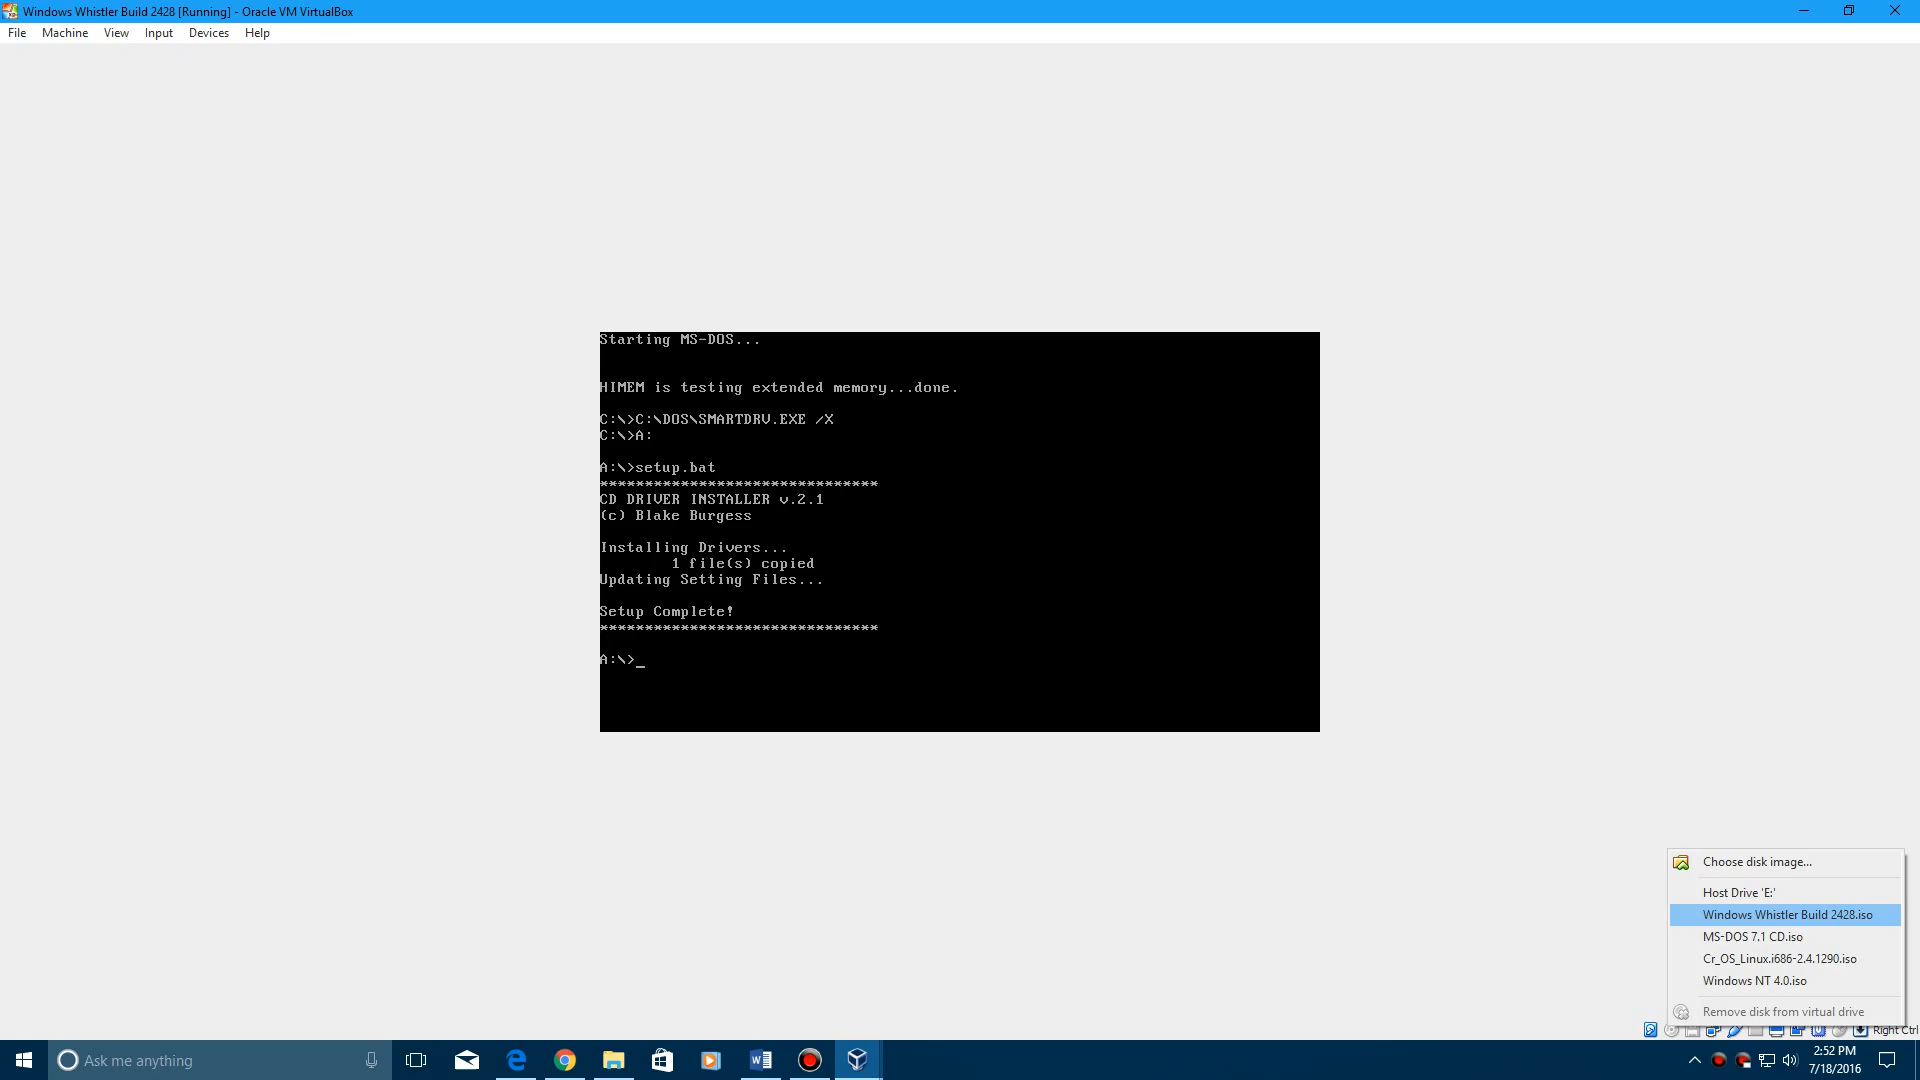 Windows Whistler Build 2428 [Running] - Oracle VM VirtualBox
File Machine View Input Devices Help
Starting MS-DOS...
HIMEM is testing extended memory...done.
C:\>C:\DOS\SMARTDRV.EXE /X
C:\>A:
A:\>setup.bat
*******************************
CD DRIVER INSTALLER v.2.1
(c) Blake Burgess
Installing Drivers...
1 file(s) copied
Updating Setting Files...
Setup Complete!
*******************************
A:\>_
Choose disk image...
Host Drive 'E:'
Windows Whistler Build 2428.iso
MS-DOS 7.1 CD.iso
Cr_OS_Linux.i686-2.4.1290.iso
Windows NT 4.0.iso
Remove disk from virtual drive
Right Ctrl
Ask me anything
2:52 PM
7/18/2016